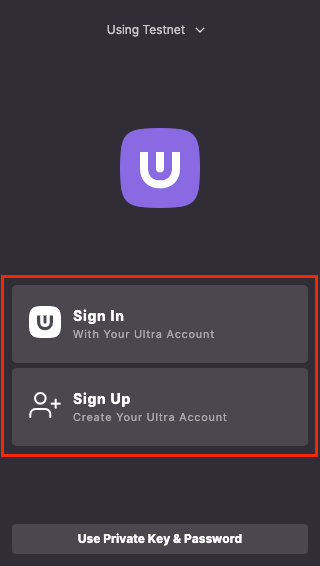 Using Testnet
Sign In
With Your Ultra Account
Sign Up
Create Your Ultra Account
Use Private Key & Password